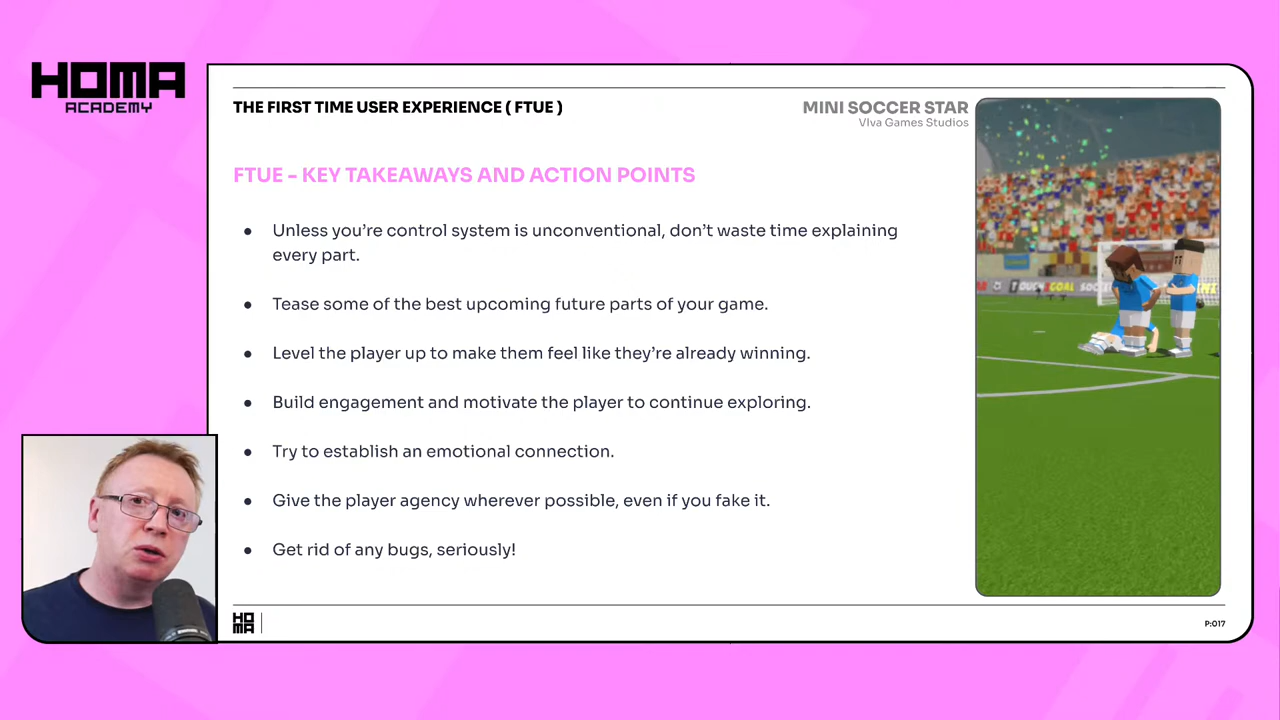 HOMA
ACADEMY
THE FIRST TIME USER EXPERIENCE ( FTUE )
MINI SOCCER STAR
VIva Games Studios
FTUE - KEY TAKEAWAYS AND ACTION POINTS
● Unless you’re control system is unconventional, don’t waste time explaining
every part.
● Tease some of the best upcoming future parts of your game.
● Level the player up to make them feel like they’re already winning.
● Build engagement and motivate the player to continue exploring.
● Try to establish an emotional connection.
● Give the player agency wherever possible, even if you fake it.
● Get rid of any bugs, seriously!
HO
MA
P:017